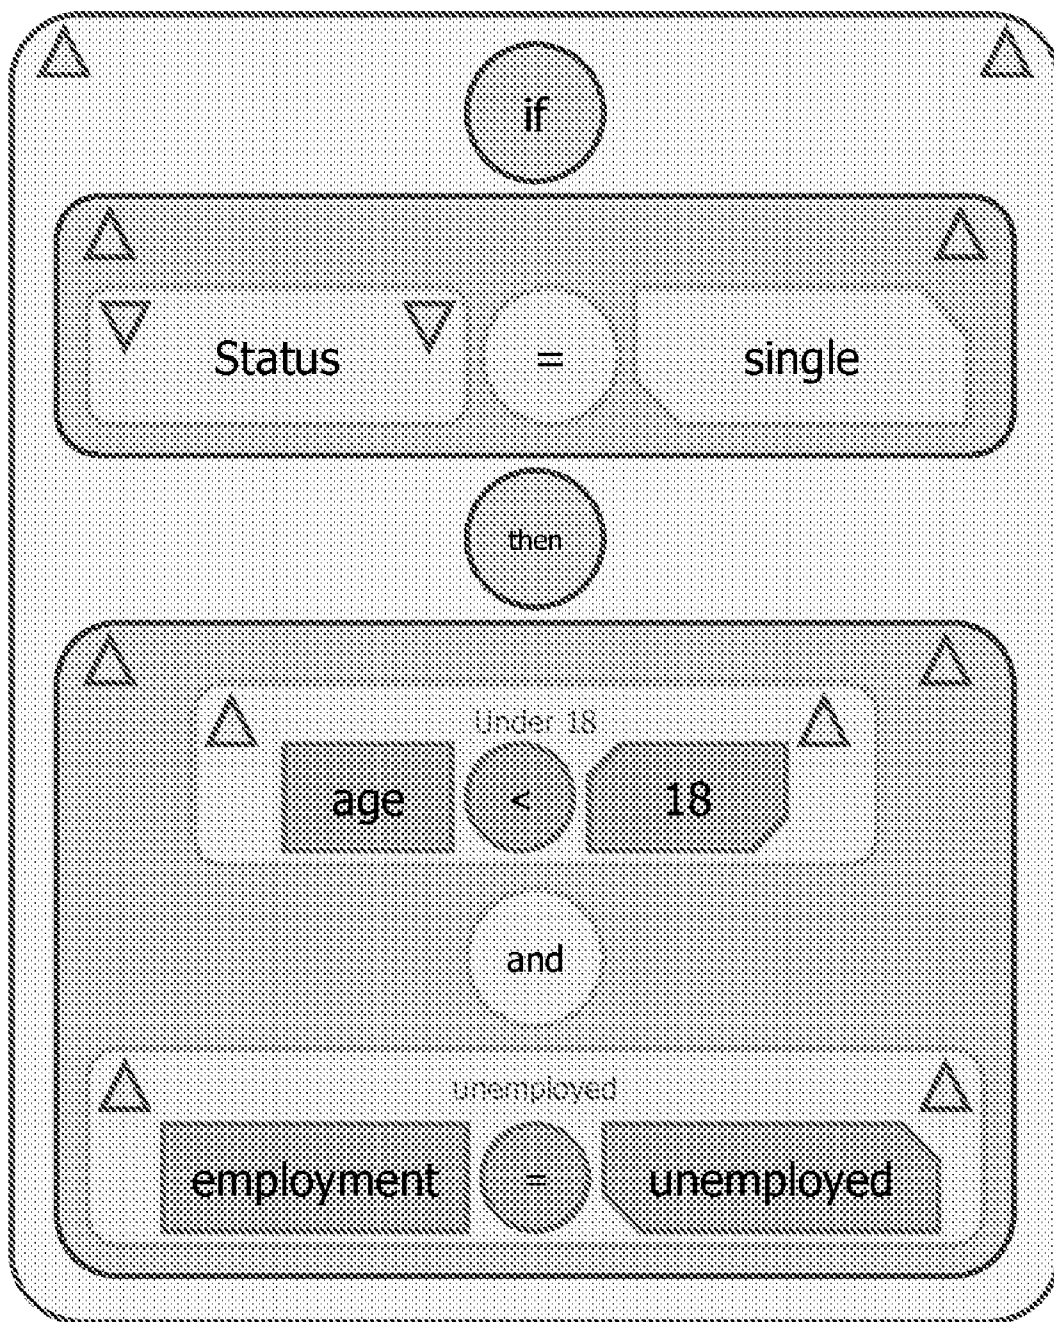 if
Status = single
then
Under 18
age < 18
and
unemployed
employment = unemployed